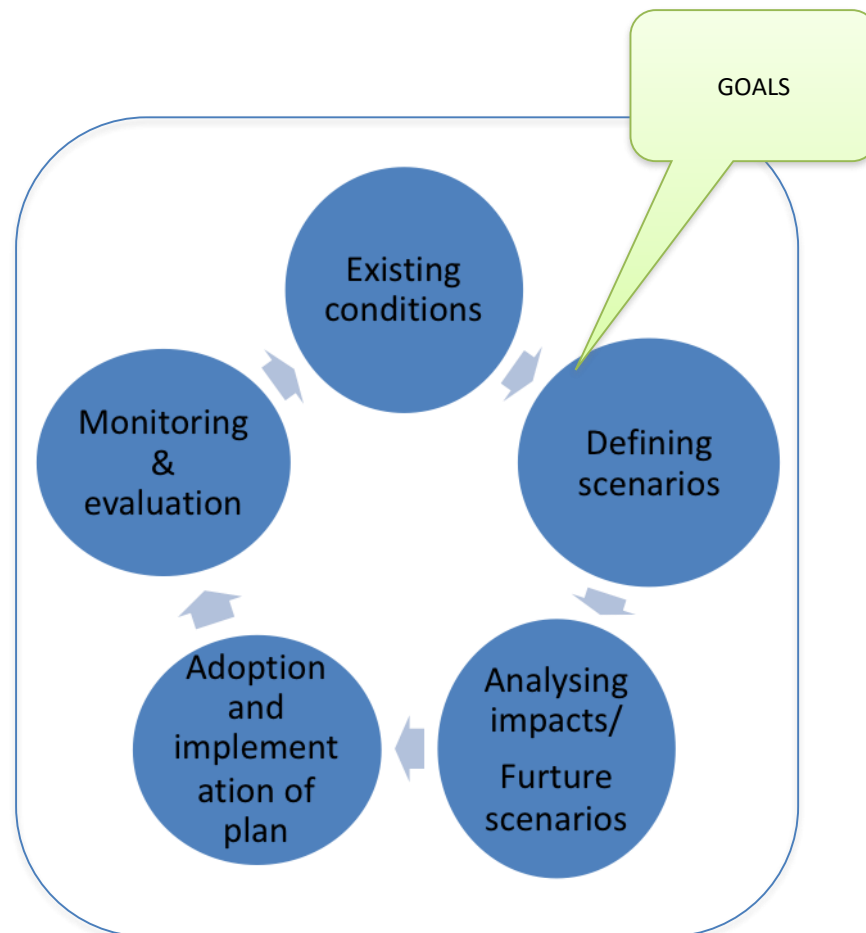 GOALS
Existing
conditions
Defining
scenarios
Analysing
impacts/
Furture
scenarios
Adoption
and
implement
ation of
plan
Monitoring
&
evaluation